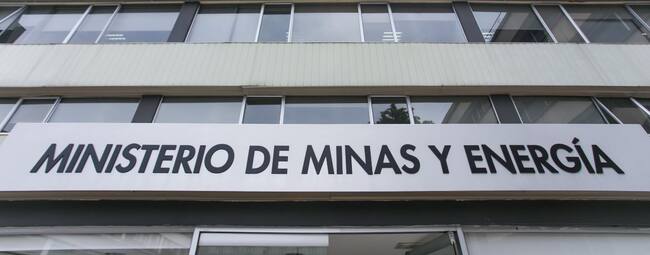 MINISTERIO DE MINAS Y ENERGÍA